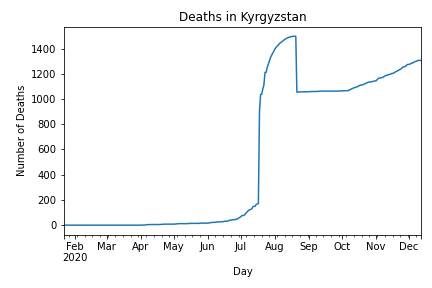 Deaths in Kyrgyzstan
Number of Deaths
1400
1200
1000
800
600
400
200
0
Feb Mar Apr May Jun Jul Aug Sep Oct Nov Dec
2020
Day